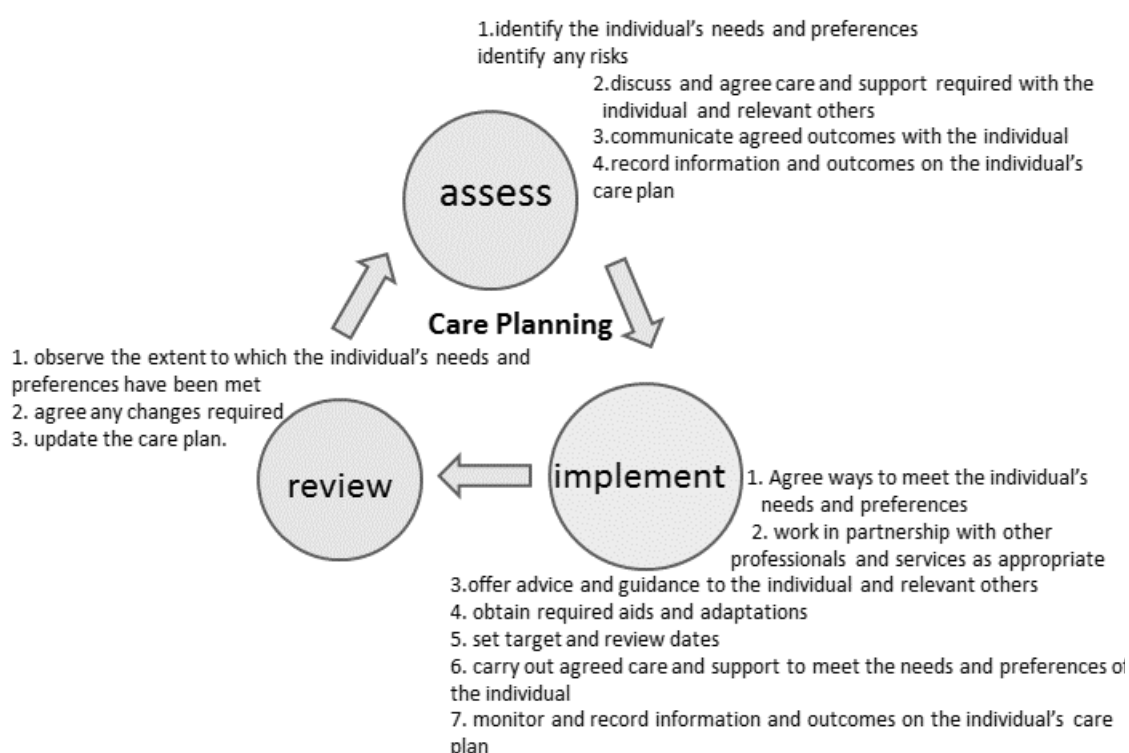 1.identify the individual's needs and preferences
identify any risks
2.discuss and agree care and support required with the
individual and relevant others
3.communicate agreed outcomes with the individual
4.record information and outcomes on the individual's
care plan
assess
Care Planning
1. observe the extent to which the individual's needs and
preferences have been met
2. agree any changes required
3. update the care plan.
review
implement
1. Agree ways to meet the individual's
needs and preferences
2. work in partnership with other
professionals and services as appropriate
3.offer advice and guidance to the individual and relevant others
4. obtain required aids and adaptations
5. set target and review dates
6. carry out agreed care and support to meet the needs and preferences of
the individual
7. monitor and record information and outcomes on the individual's care
plan